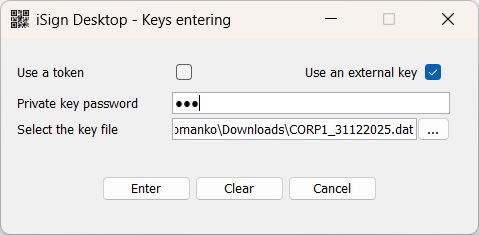 iSign Desktop - Keys entering
Use a token
Use an external key
Private key password ●●●
Select the key file omanko\Downloads\CORP1_31122025.dat ...
Enter Clear Cancel